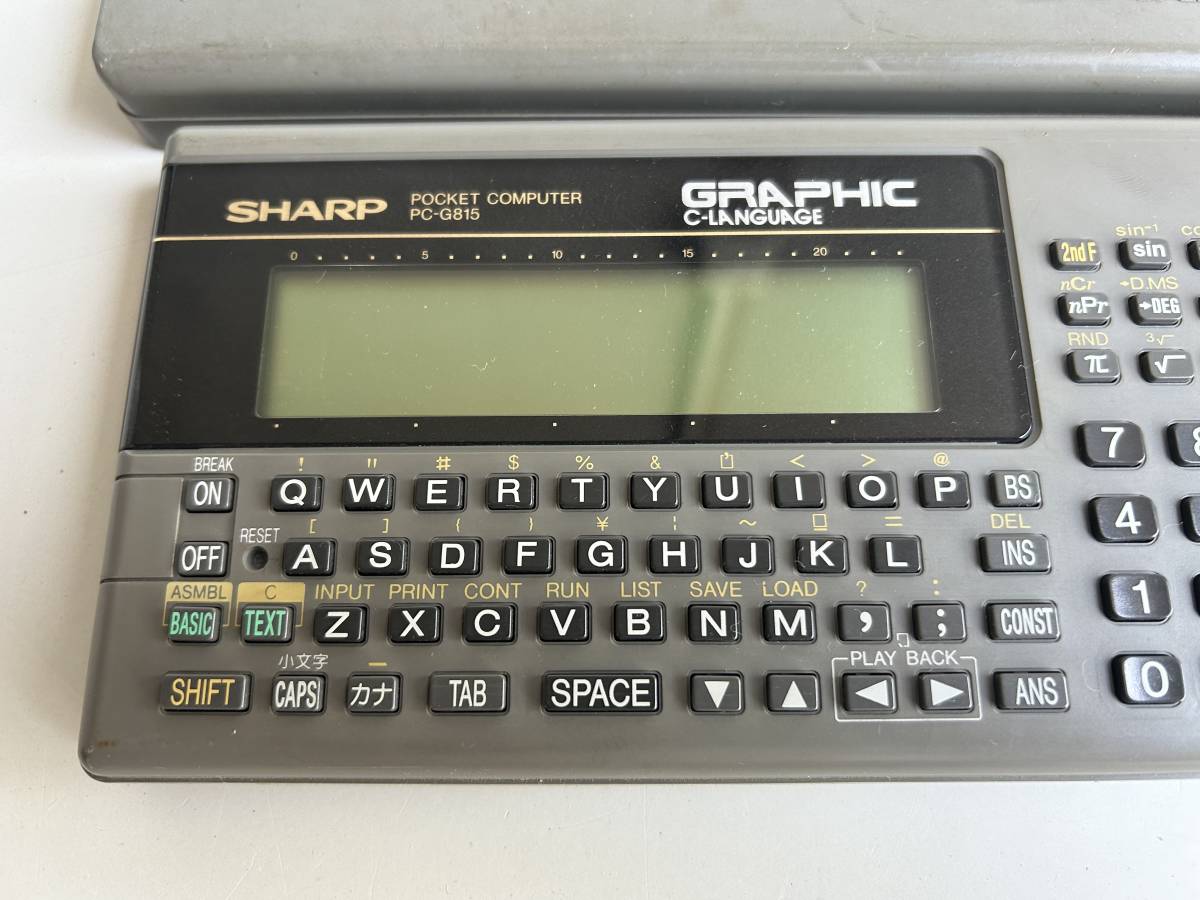 SHARP POCKET COMPUTER GRAPHIC
PC-G815 C-LANGUAGE
0 5 10 15 20
sin⁻¹
2nd F sin
nCr →D.MS
nPr →DEG
RND ³√
π √
7
BREAK ! " # $ % & < > @
ON Q W E R T Y U I O P BS
[ ] { } ¥ ¦ ~ =
DEL
RESET
OFF A S D F G H J K L INS
4
ASMBL C INPUT PRINT CONT RUN LIST SAVE LOAD ? :
BASIC TEXT Z X C V B N M , ; CONST
1
小文字 PLAY BACK
SHIFT CAPS カナ TAB SPACE ▼ ▲ ◀ ▶ ANS
0